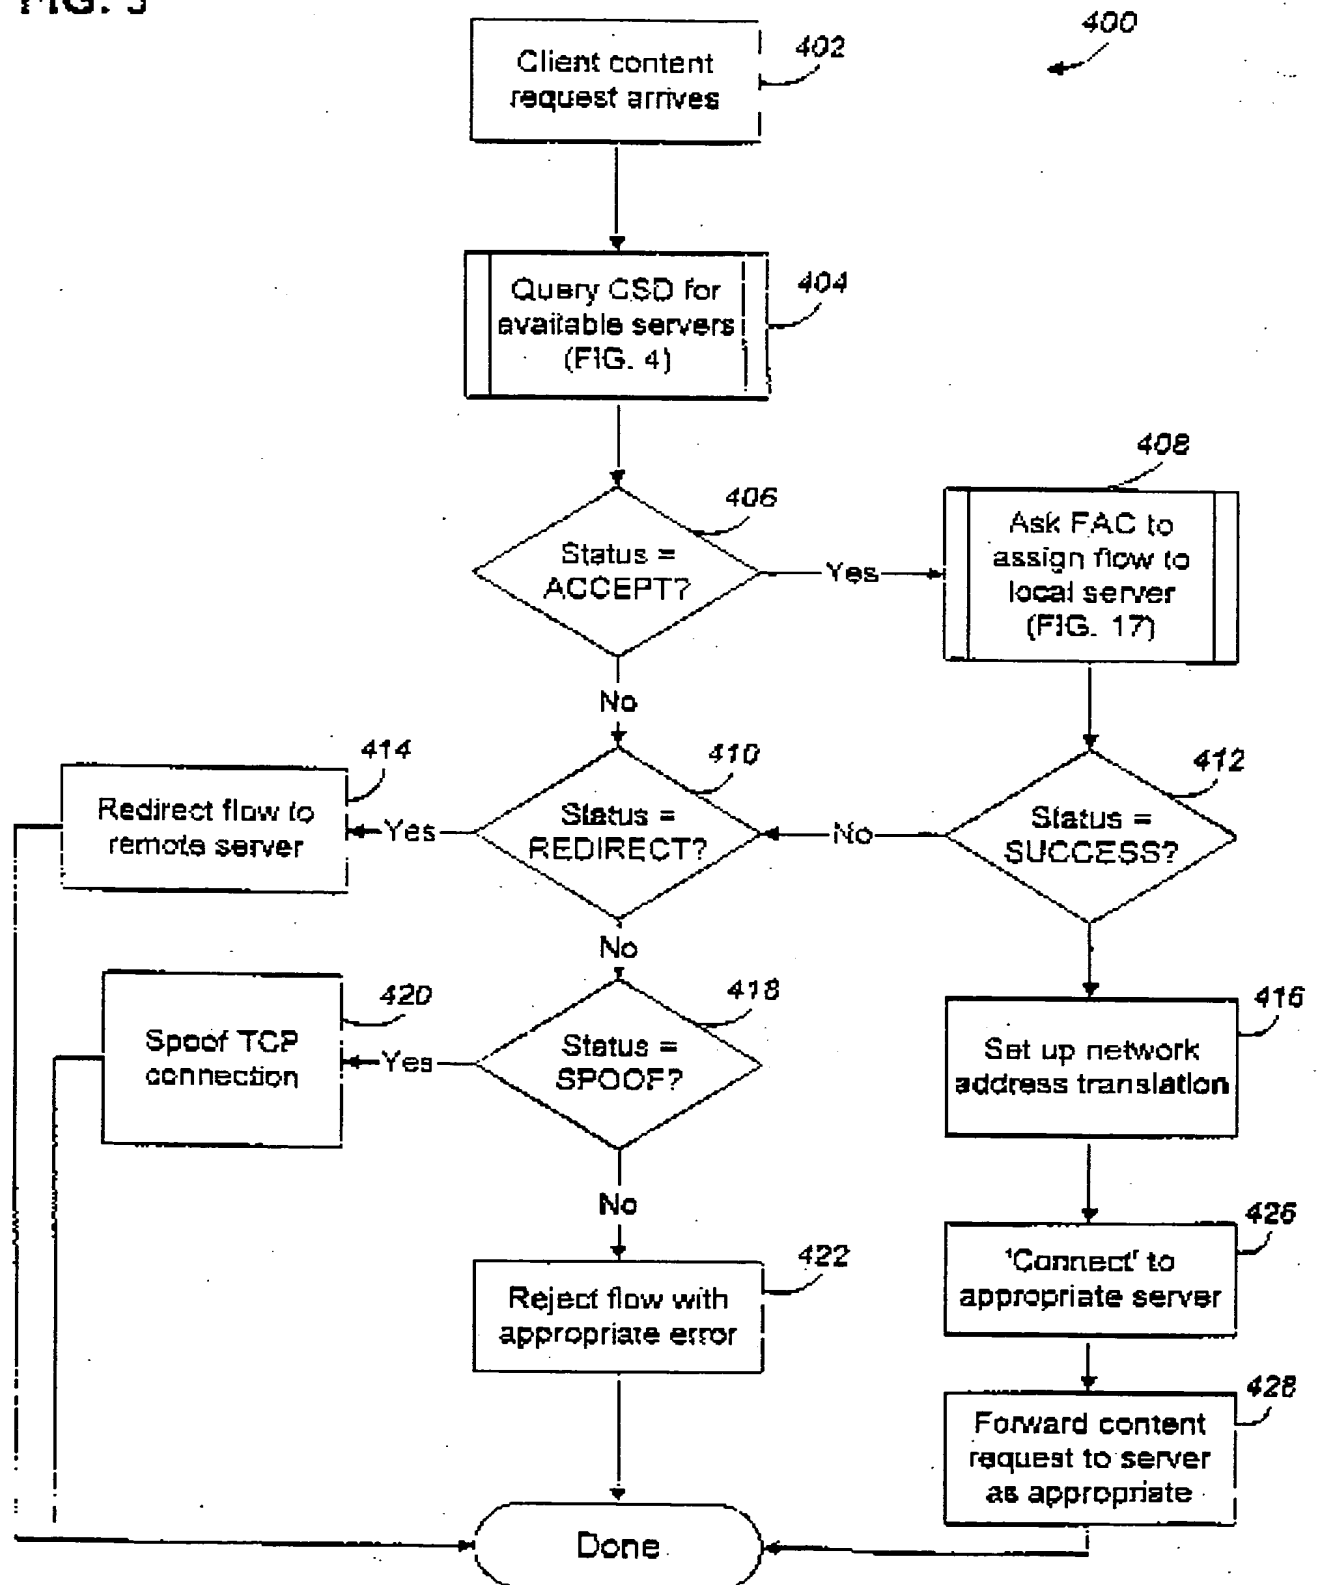 400
Client content
request arrives
402
Query CSD for
available servers
(FIG. 4)
404
Status =
ACCEPT?
406
Yes
Ask FAC to
assign flow to
local server
(FIG. 17)
408
No
Redirect flow to
remote server
414
Yes
Status =
REDIRECT?
410
No
Status =
SUCCESS?
412
No
Spoof TCP
connection
420
Yes
Status =
SPOOF?
418
Set up network
address translation
416
No
Reject flow with
appropriate error
422
'Connect' to
appropriate server
426
Forward content
request to server
as appropriate
428
Done